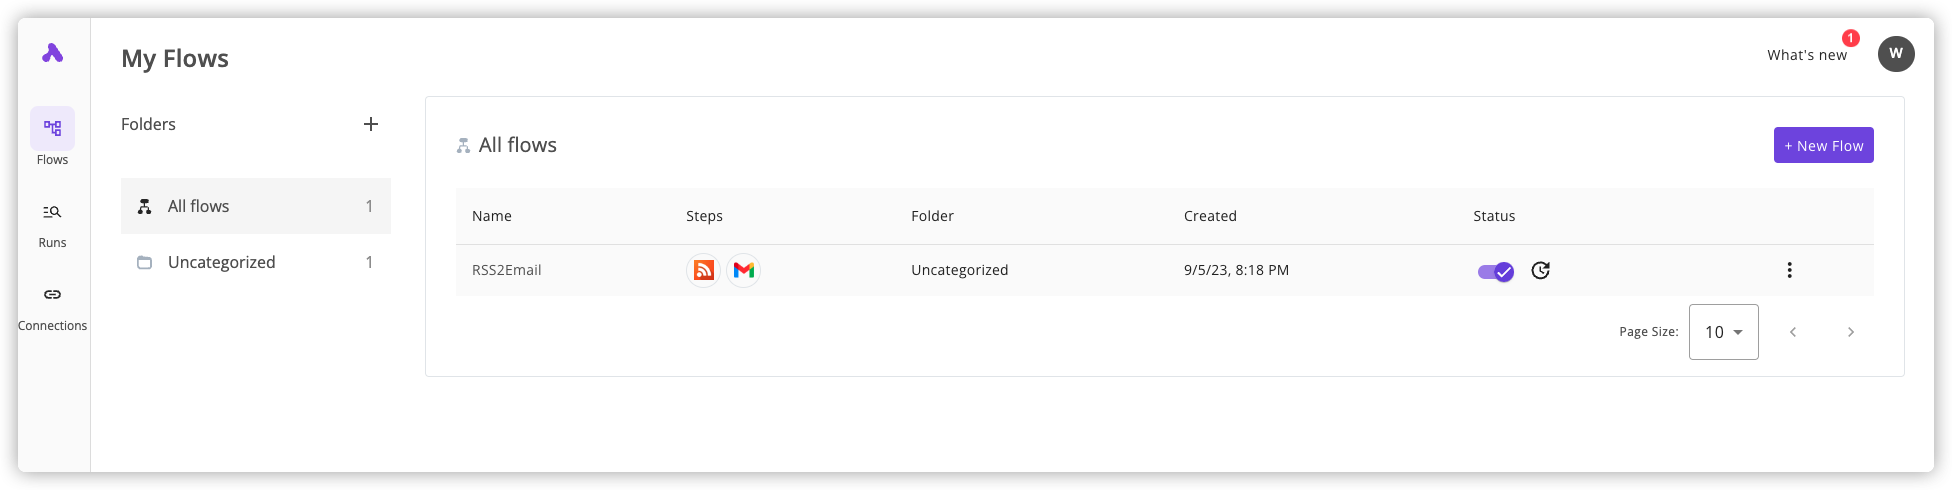 My Flows
What's new
1
W
Flows
Runs
Connections
Folders
All flows 1
Uncategorized 1
All flows
+ New Flow
Name Steps Folder Created Status
RSS2Email Uncategorized 9/5/23, 8:18 PM
Page Size: 10